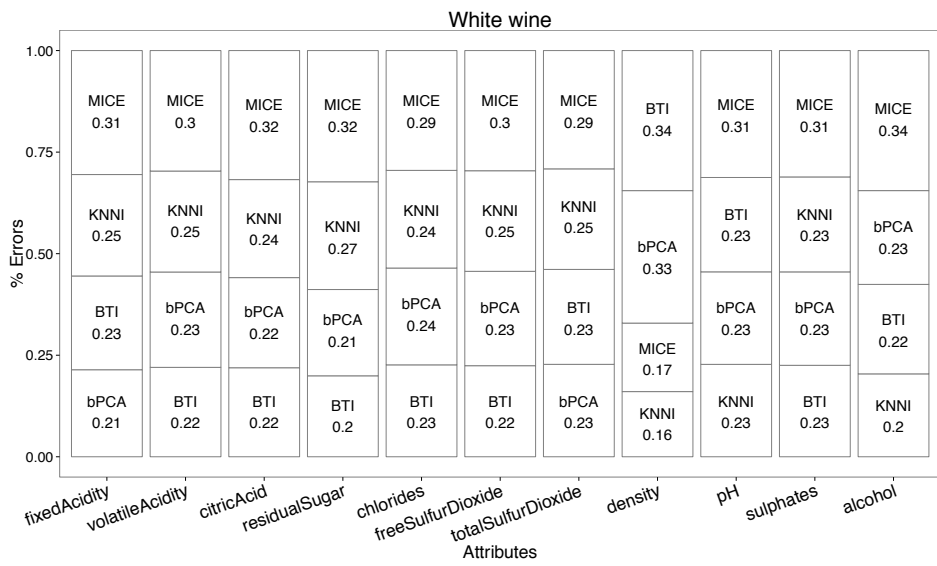 White wine
% Errors
1.00
0.75
0.50
0.25
0.00
MICE
0.31
KNNI
0.25
BTI
0.23
bPCA
0.21
MICE
0.3
KNNI
0.25
bPCA
0.23
BTI
0.22
MICE
0.32
KNNI
0.24
bPCA
0.22
BTI
0.22
MICE
0.32
KNNI
0.27
bPCA
0.21
BTI
0.2
MICE
0.29
KNNI
0.24
bPCA
0.24
BTI
0.23
MICE
0.3
KNNI
0.25
bPCA
0.23
BTI
0.22
MICE
0.29
KNNI
0.25
BTI
0.23
bPCA
0.23
BTI
0.34
bPCA
0.33
MICE
0.17
KNNI
0.16
MICE
0.31
BTI
0.23
bPCA
0.23
KNNI
0.23
MICE
0.31
KNNI
0.23
bPCA
0.23
BTI
0.23
MICE
0.34
bPCA
0.23
BTI
0.22
KNNI
0.2
fixedAcidity
volatileAcidity
citricAcid
residualSugar
chlorides
freeSulfurDioxide
totalSulfurDioxide
density
pH
sulphates
alcohol
Attributes